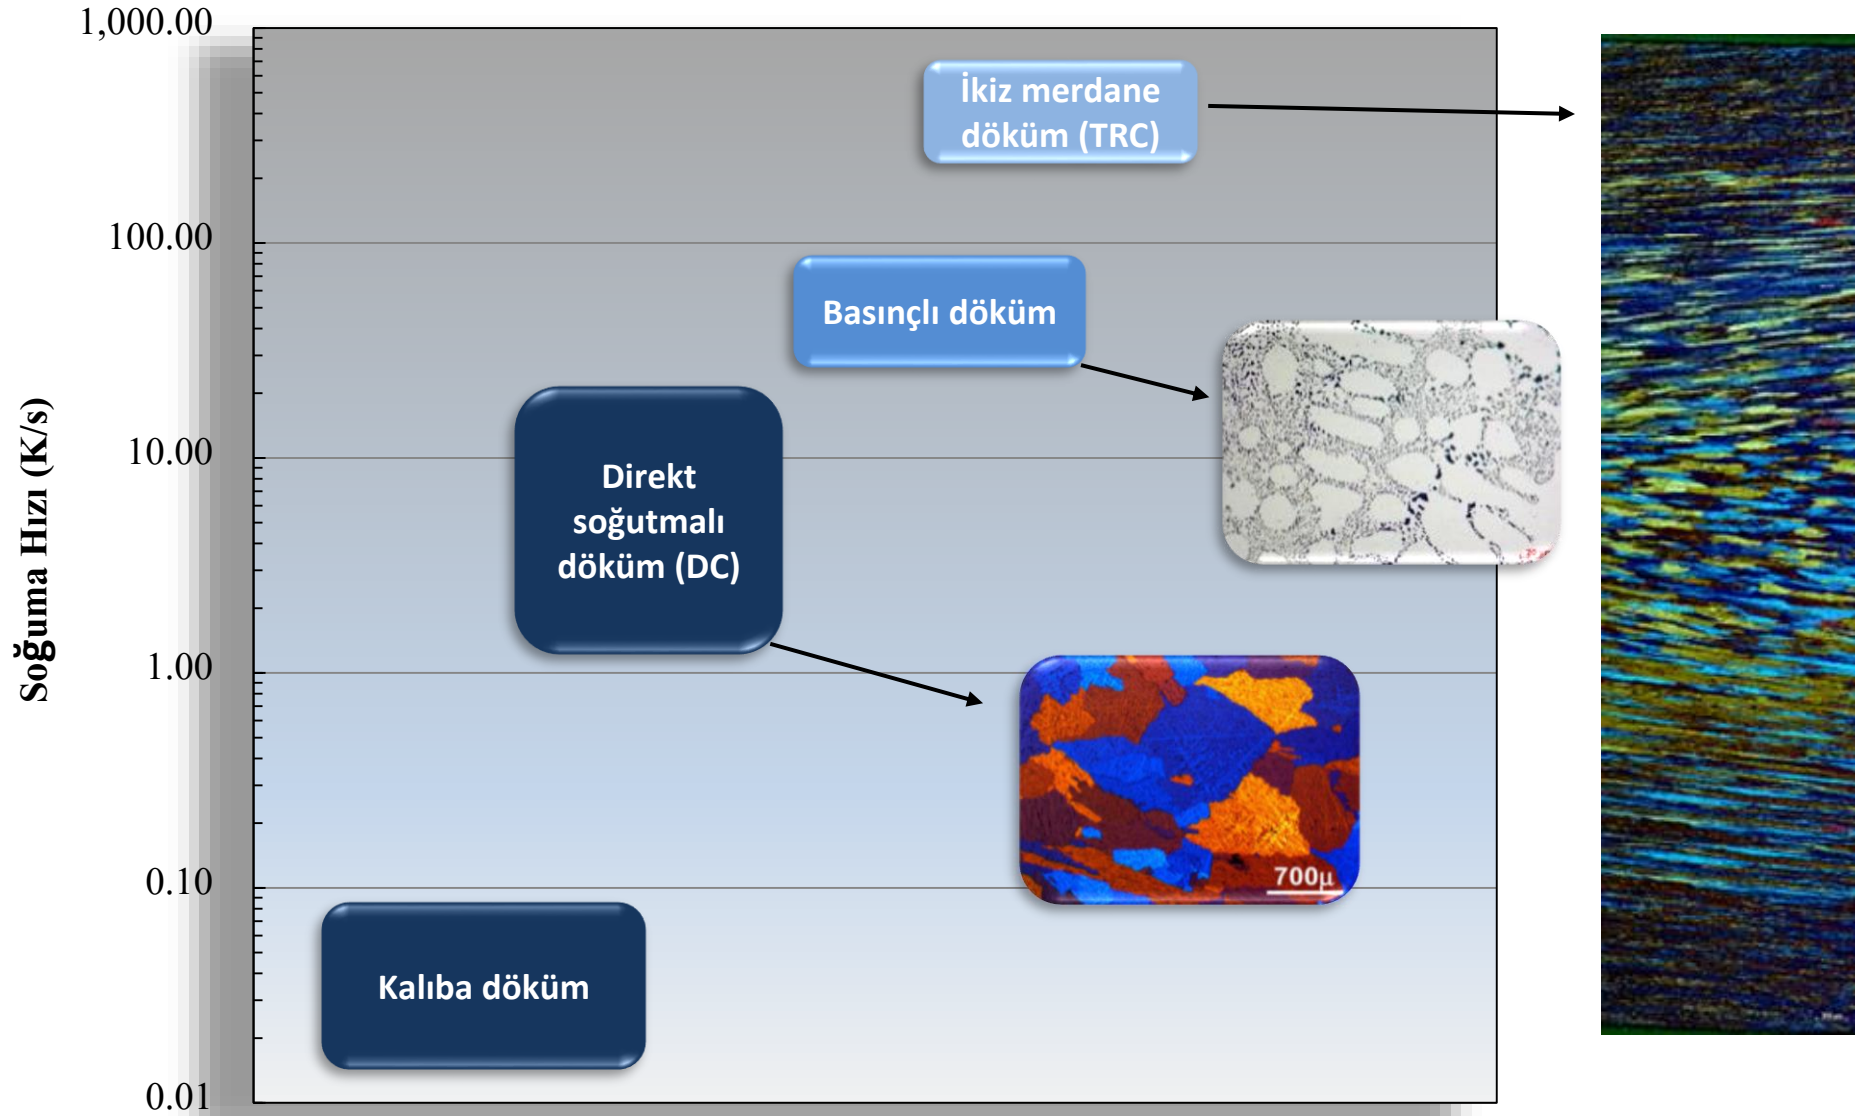 1,000.00
İkiz merdane
döküm (TRC)
100.00
Basınçlı döküm
Soğuma Hızı (K/s)
10.00
Direkt
soğutmalı
döküm (DC)
1.00
700µ
0.10
Kalıba döküm
0.01